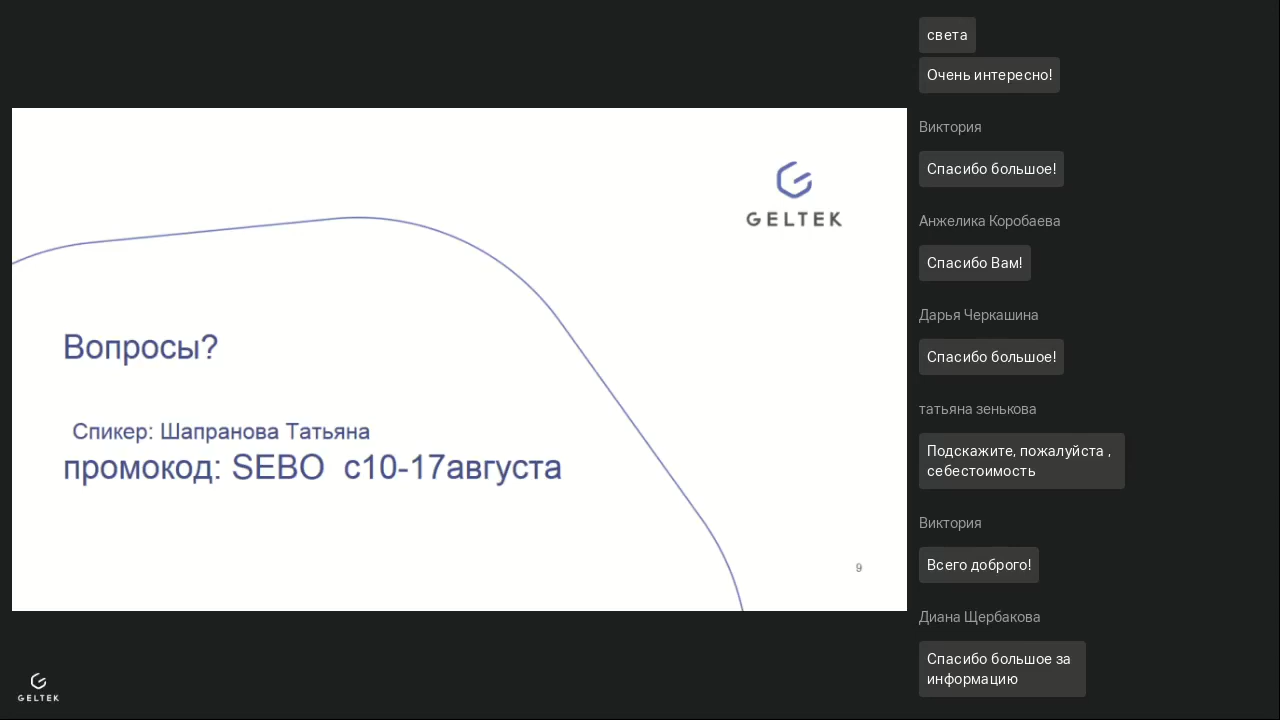 GELTEK
Вопросы?
Спикер: Шапранова Татьяна
промокод: SEBO с10-17августа
9
GELTEK
света
Очень интересно!
Виктория
Спасибо большое!
Анжелика Коробаева
Спасибо Вам!
Дарья Черкашина
Спасибо большое!
татьяна зенькова
Подскажите, пожалуйста ,
себестоимость
Виктория
Всего доброго!
Диана Щербакова
Спасибо большое за
информацию